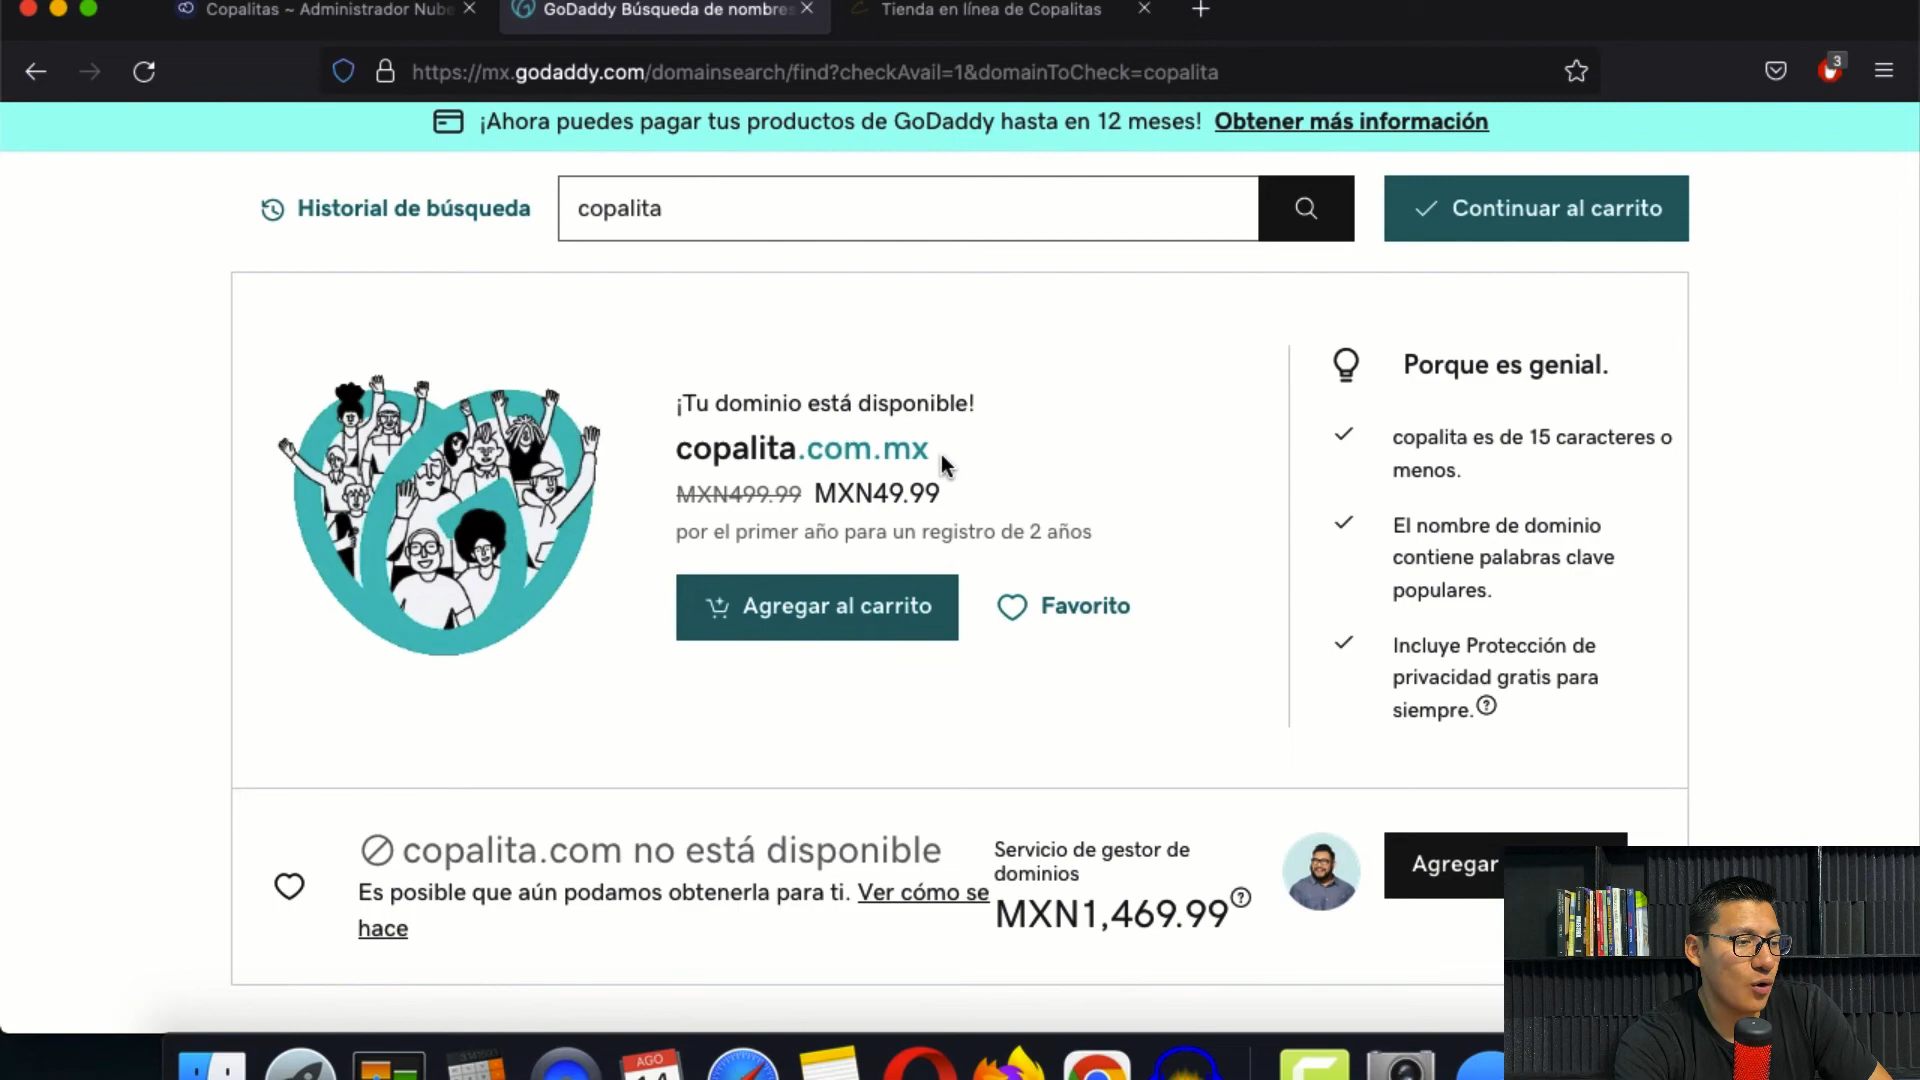 Copalitas ~ Administrador Nube
GoDaddy Búsqueda de nombres
Tienda en línea de Copalitas
https://mx.godaddy.com/domainsearch/find?checkAvail=1&domainToCheck=copalita
3
¡Ahora puedes pagar tus productos de GoDaddy hasta en 12 meses! Obtener más información
Historial de búsqueda
copalita
Continuar al carrito
¡Tu dominio está disponible!
copalita.com.mx
MXN499.99 MXN49.99
por el primer año para un registro de 2 años
Agregar al carrito
Favorito
Porque es genial.
copalita es de 15 caracteres o
menos.
El nombre de dominio
contiene palabras clave
populares.
Incluye Protección de
privacidad gratis para
siempre.
copalita.com no está disponible
Es posible que aún podamos obtenerla para ti. Ver cómo se
hace
Servicio de gestor de
dominios
MXN1,469.99
Agregar
AGO